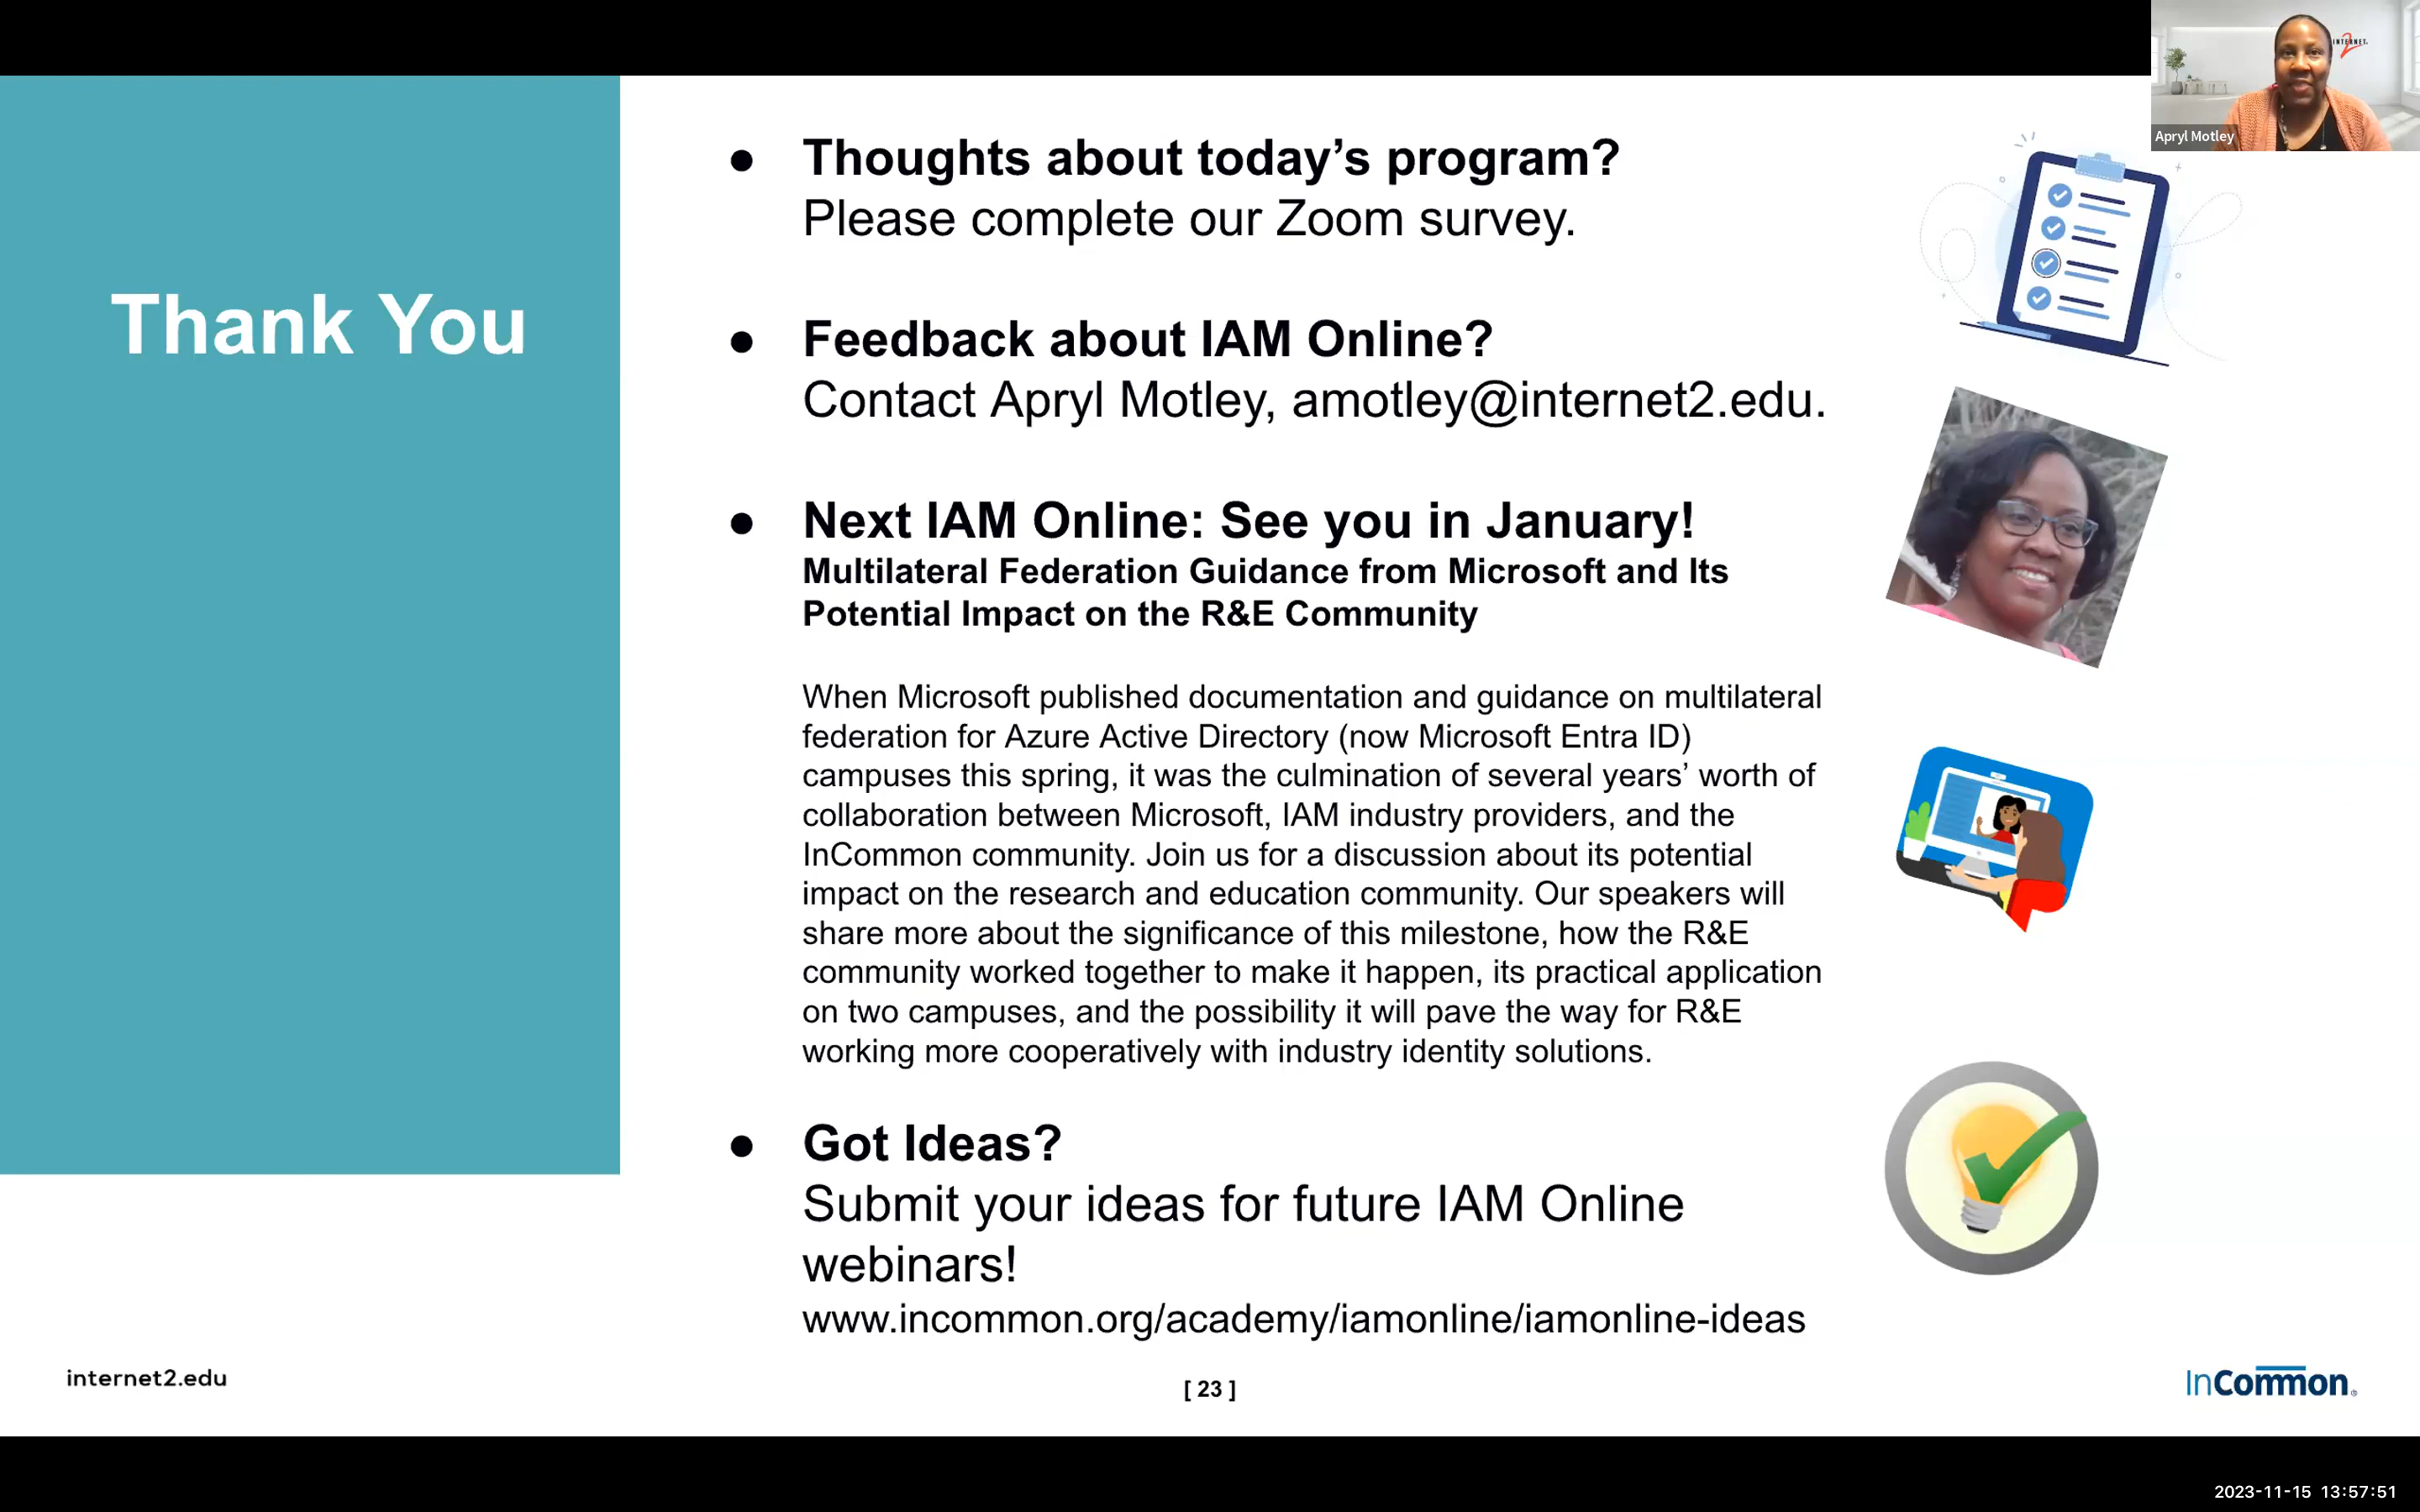 INTERNET
2
Apryl Motley
Thank You
● Thoughts about today’s program?
Please complete our Zoom survey.
● Feedback about IAM Online?
Contact Apryl Motley, amotley@internet2.edu.
● Next IAM Online: See you in January!
Multilateral Federation Guidance from Microsoft and Its
Potential Impact on the R&E Community
When Microsoft published documentation and guidance on multilateral
federation for Azure Active Directory (now Microsoft Entra ID)
campuses this spring, it was the culmination of several years’ worth of
collaboration between Microsoft, IAM industry providers, and the
InCommon community. Join us for a discussion about its potential
impact on the research and education community. Our speakers will
share more about the significance of this milestone, how the R&E
community worked together to make it happen, its practical application
on two campuses, and the possibility it will pave the way for R&E
working more cooperatively with industry identity solutions.
● Got Ideas?
Submit your ideas for future IAM Online
webinars!
www.incommon.org/academy/iamonline/iamonline-ideas
internet2.edu
[ 23 ]
InCommon®
2023-11-15 13:57:51